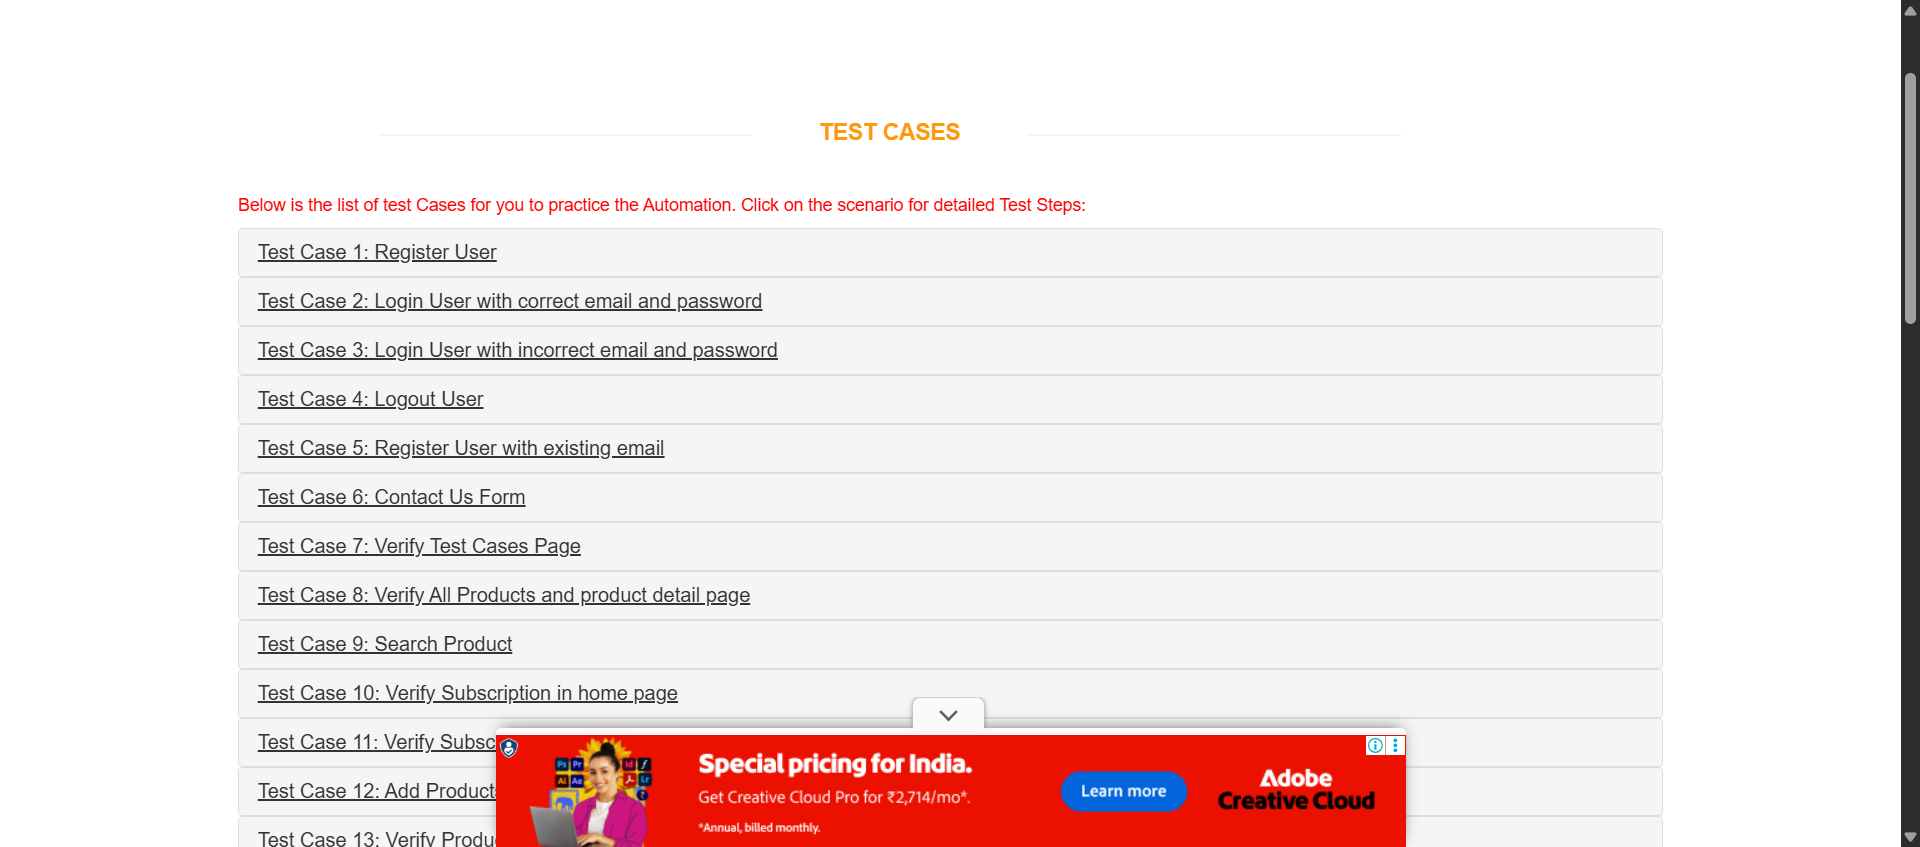 TEST CASES
Below is the list of test Cases for you to practice the Automation. Click on the scenario for detailed Test Steps:
Test Case 1: Register User
Test Case 2: Login User with correct email and password
Test Case 3: Login User with incorrect email and password
Test Case 4: Logout User
Test Case 5: Register User with existing email
Test Case 6: Contact Us Form
Test Case 7: Verify Test Cases Page
Test Case 8: Verify All Products and product detail page
Test Case 9: Search Product
Test Case 10: Verify Subscription in home page
Test Case 11: Verify Subsc
Test Case 12: Add Product
Test Case 13: Verify Produ
Ps Pr Id f
Ai Ae Lr
Special pricing for India.
Get Creative Cloud Pro for ₹2,714/mo*.
*Annual, billed monthly.
Learn more
Adobe
Creative Cloud